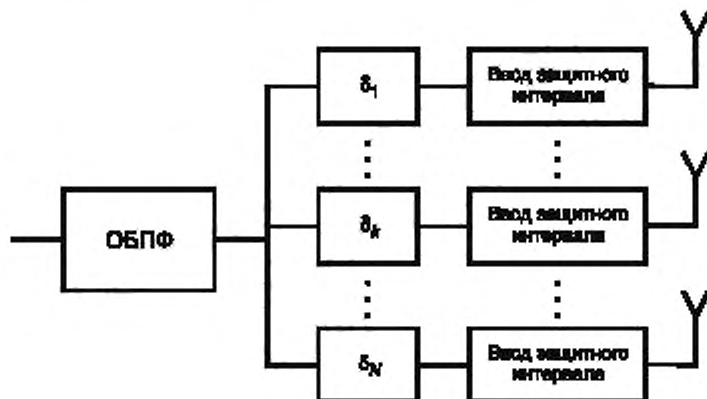 δ1
Ввод защитного
интервала
ОБПФ
δk
Ввод защитного
интервала
δN
Ввод защитного
интервала